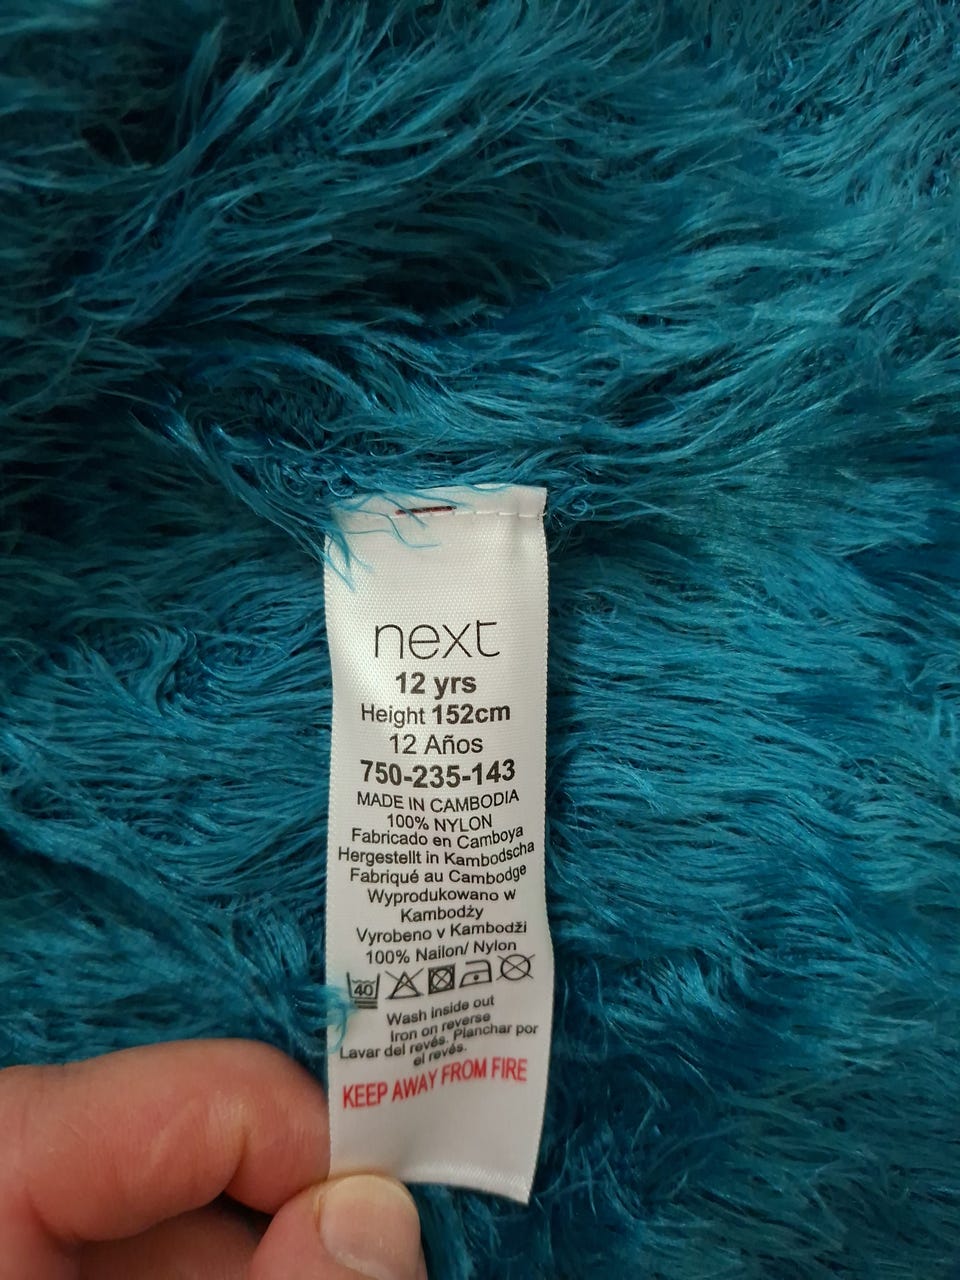 next
12 yrs
Height 152cm
12 Años
750-235-143
MADE IN CAMBODIA
100% NYLON
Fabricado en Camboya
Hergestellt in Kambodscha
Fabriqué au Cambodge
Wyprodukowano w
Kambodży
Vyrobeno v Kambodži
100% Nailon/ Nylon
40
Wash inside out
Iron on reverse
Lavar del revés. Planchar por
el revés.
KEEP AWAY FROM FIRE